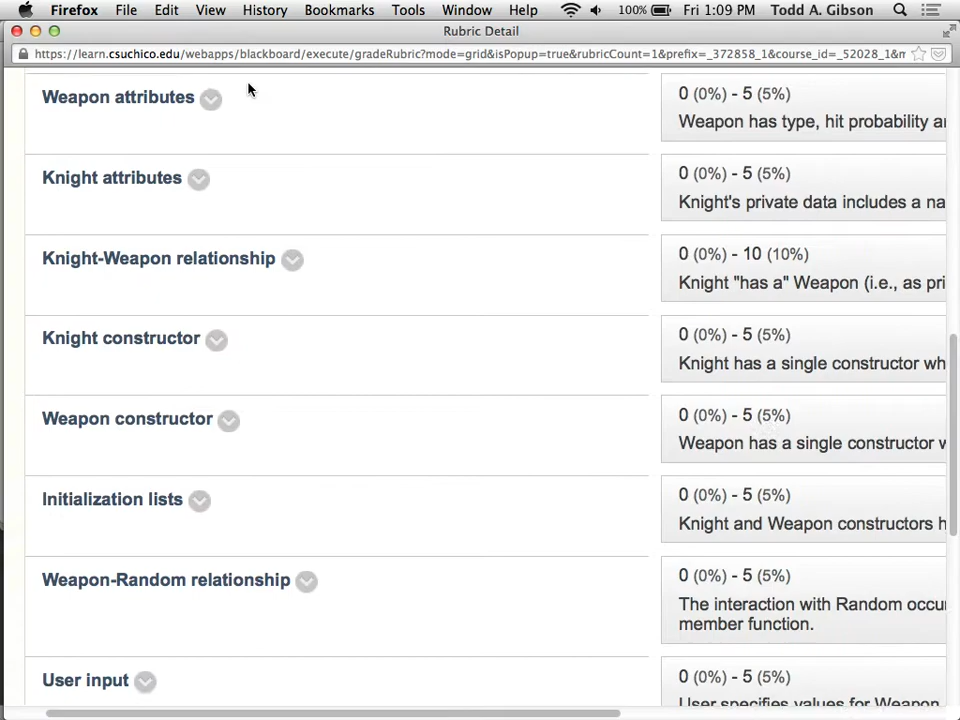 Firefox File Edit View History Bookmarks Tools Window Help 100% Fri 1:09 PM Todd A. Gibson
Rubric Detail
https://learn.csuchico.edu/webapps/blackboard/execute/gradeRubric?mode=grid&isPopup=true&rubricCount=1&prefix=_372858_1&course_id=_52028_1&m
Weapon attributes
0 (0%) - 5 (5%)
Weapon has type, hit probability a
Knight attributes
0 (0%) - 5 (5%)
Knight's private data includes a na
Knight-Weapon relationship
0 (0%) - 10 (10%)
Knight "has a" Weapon (i.e., as pri
Knight constructor
0 (0%) - 5 (5%)
Knight has a single constructor wh
Weapon constructor
0 (0%) - 5 (5%)
Weapon has a single constructor w
Initialization lists
0 (0%) - 5 (5%)
Knight and Weapon constructors h
Weapon-Random relationship
0 (0%) - 5 (5%)
The interaction with Random occu
member function.
User input
0 (0%) - 5 (5%)
User specifies values for Weapon